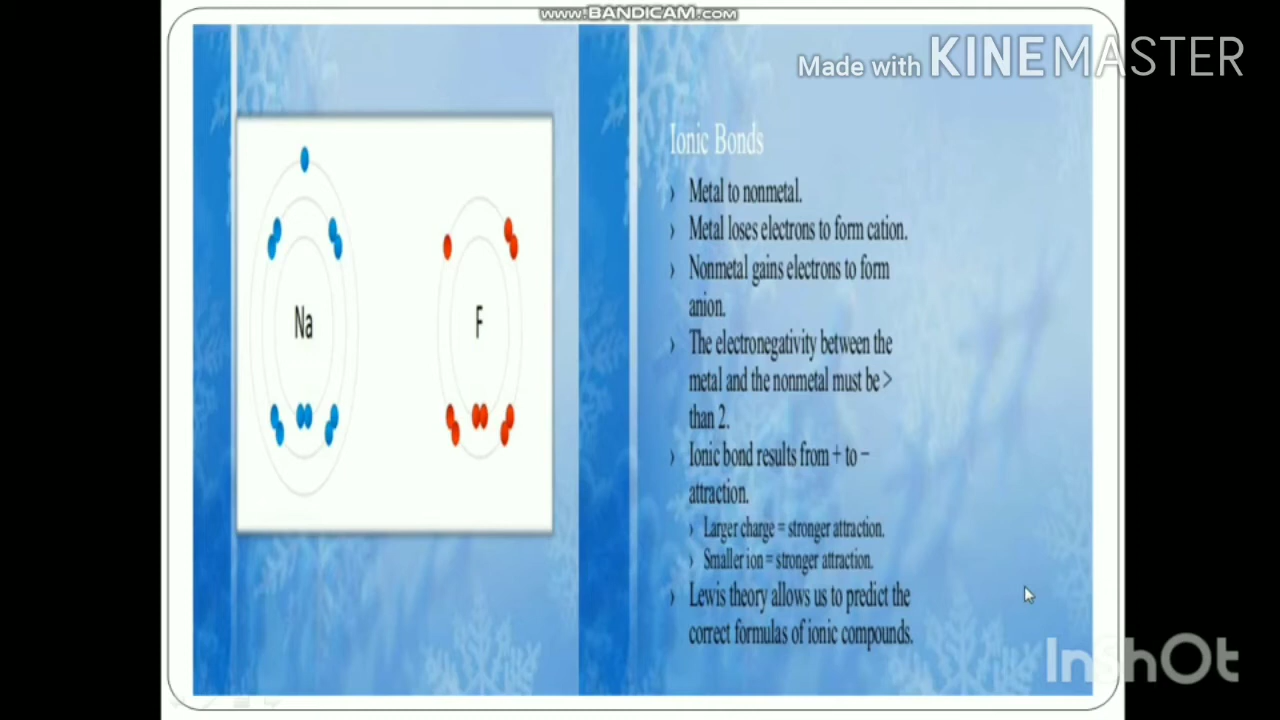 www.BANDICAM.com
Made with KINEMASTER
Ionic Bonds
› Metal to nonmetal.
› Metal loses electrons to form cation.
› Nonmetal gains electrons to form
anion.
› The electronegativity between the
metal and the nonmetal must be >
than 2.
› Ionic bond results from + to −
attraction.
› Larger charge = stronger attraction.
› Smaller ion = stronger attraction.
› Lewis theory allows us to predict the
correct formulas of ionic compounds.
Na
F
InShOt